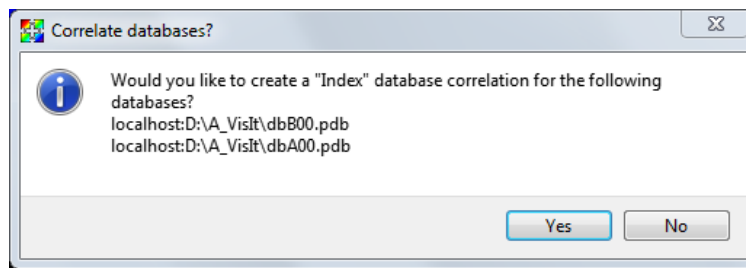 Correlate databases?
Would you like to create a "Index" database correlation for the following
databases?
localhost:D:\A_VisIt\dbB00.pdb
localhost:D:\A_VisIt\dbA00.pdb
Yes No